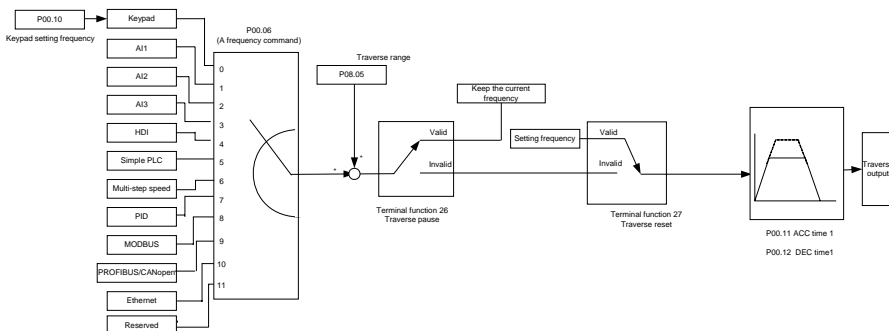 P00.10
Keypad setting frequency
Keypad
AI1
AI2
AI3
HDI
Simple PLC
Multi-step speed
PID
MODBUS
PROFIBUS/CANopen
Ethernet
Reserved
P00.06
(A frequency command)
0
1
2
3
4
5
6
7
8
9
10
11
Traverse range
P08.05
+
+
Keep the current
frequency
Valid
Invalid
Terminal function 26
Traverse pause
Setting frequency
Valid
Invalid
Terminal function 27
Traverse reset
P00.11 ACC time 1
P00.12 DEC time1
Travers
output